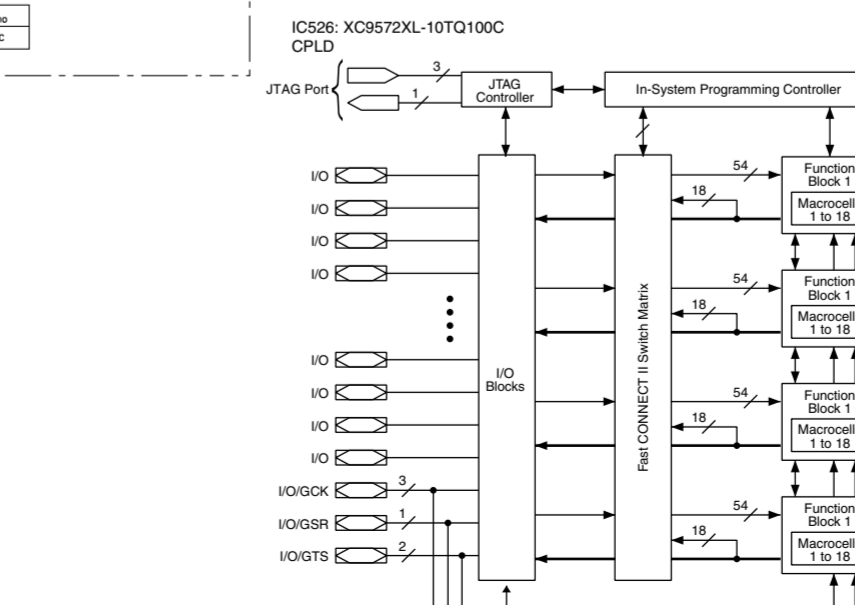 C
IC526: XC9572XL-10TQ100C
CPLD
JTAG Port
3
1
JTAG
Controller
In-System Programming Controller
I/O
I/O
I/O
I/O
I/O
I/O
I/O
I/O
I/O/GCK
3
I/O/GSR
1
I/O/GTS
2
I/O
Blocks
Fast CONNECT II Switch Matrix
54
18
Function
Block 1
Macrocell
1 to 18
54
18
Function
Block 1
Macrocell
1 to 18
54
18
Function
Block 1
Macrocell
1 to 18
54
18
Function
Block 1
Macrocell
1 to 18